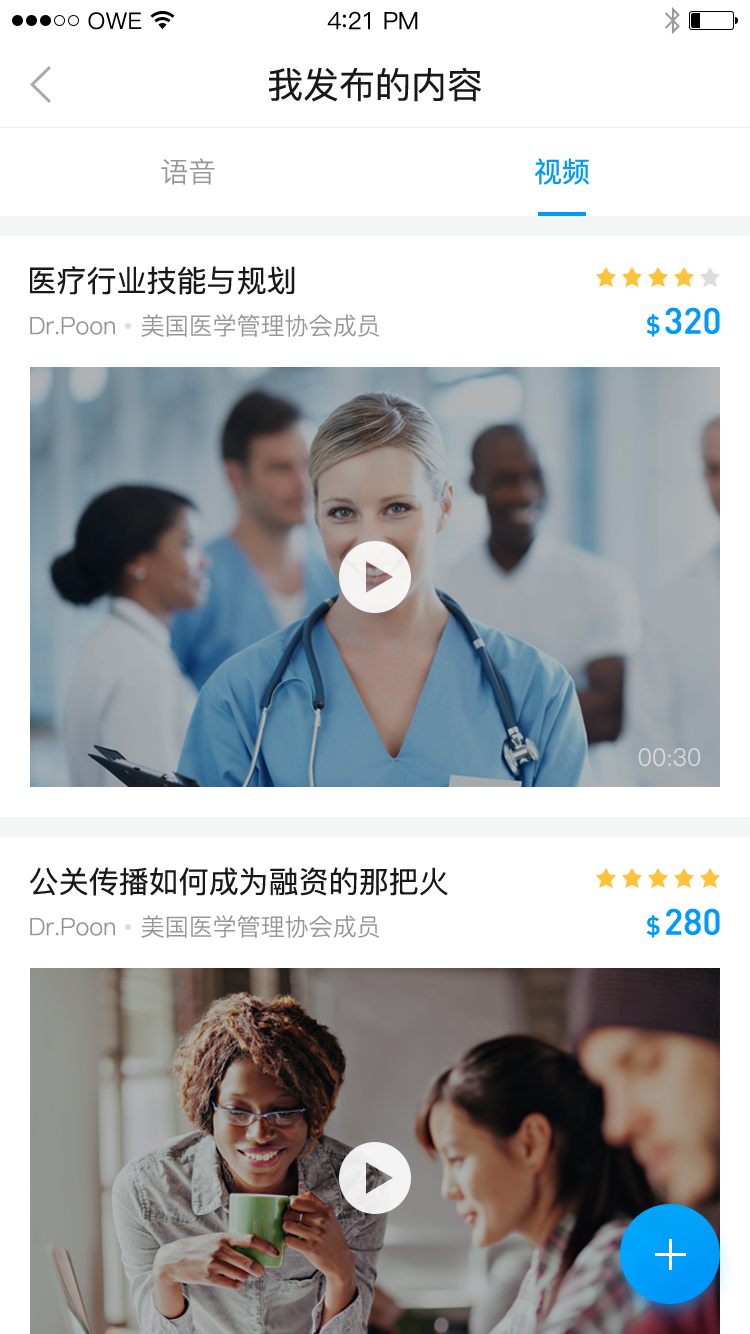 OWE 4:21 PM
我发布的内容
语音 视频
医疗行业技能与规划
Dr.Poon • 美国医学管理协会成员
$320
00:30
公关传播如何成为融资的那把火
Dr.Poon • 美国医学管理协会成员
$280